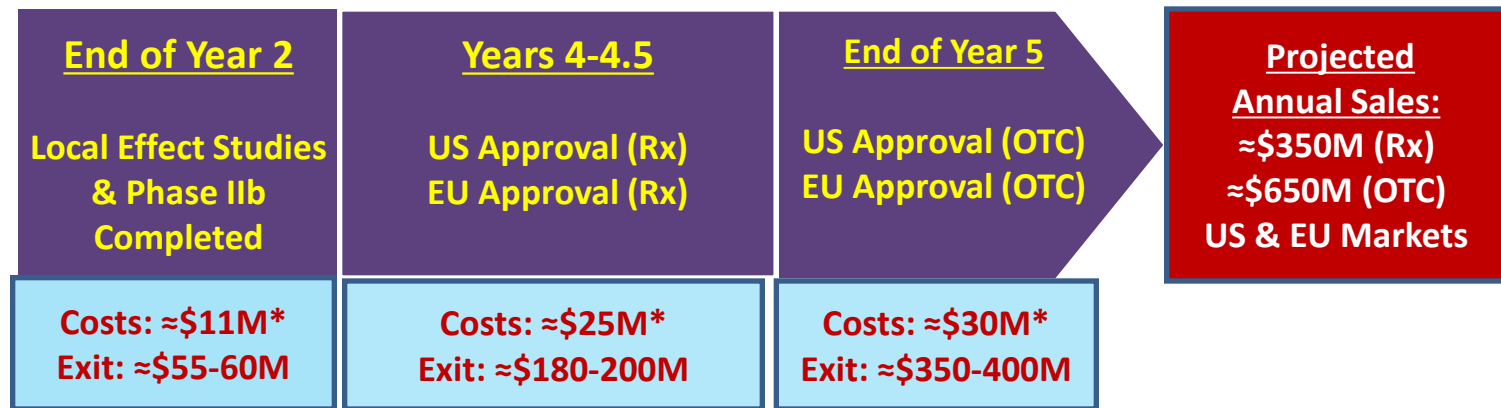 End of Year 2
Local Effect Studies
& Phase IIb
Completed
Costs: ≈$11M*
Exit: ≈$55-60M
Years 4-4.5
US Approval (Rx)
EU Approval (Rx)
Costs: ≈$25M*
Exit: ≈$180-200M
End of Year 5
US Approval (OTC)
EU Approval (OTC)
Costs: ≈$30M*
Exit: ≈$350-400M
Projected
Annual Sales:
≈$350M (Rx)
≈$650M (OTC)
US & EU Markets